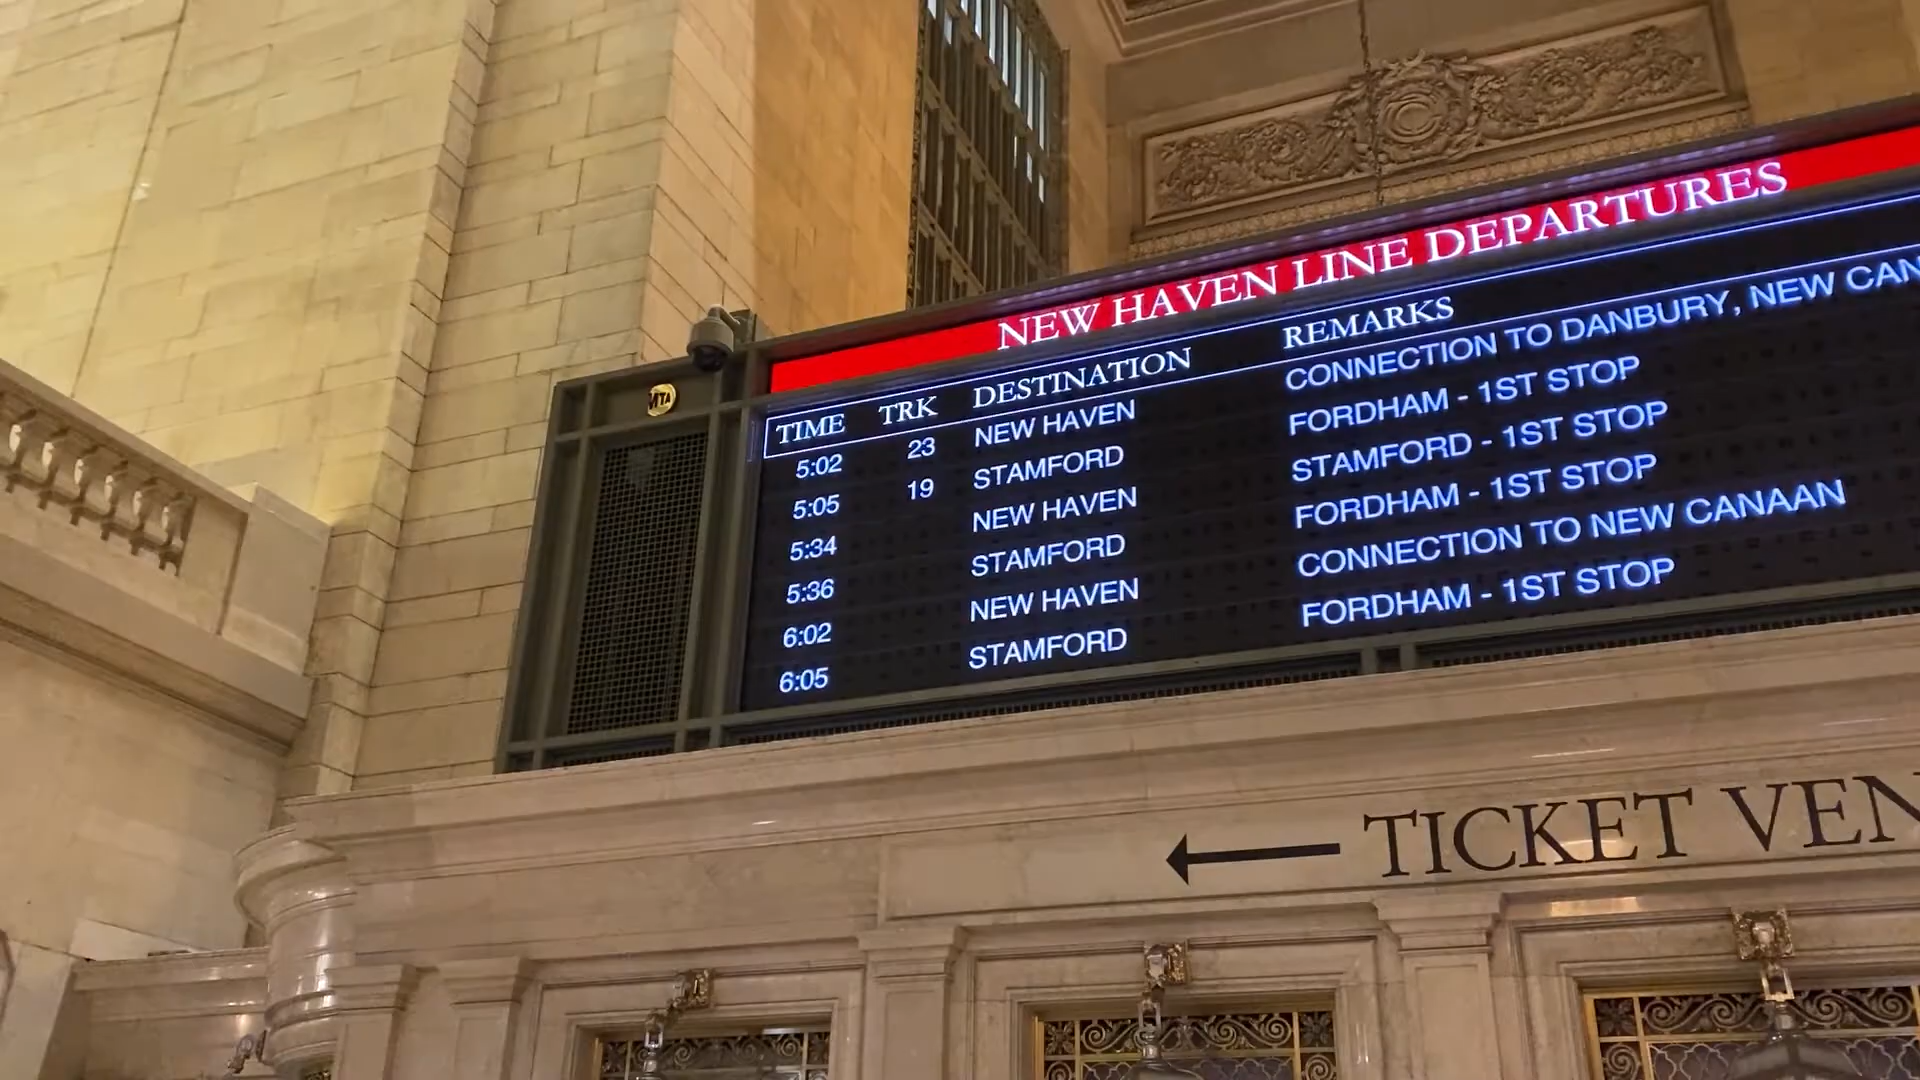 NEW HAVEN LINE DEPARTURES
TIME TRK DESTINATION REMARKS
5:02 23 NEW HAVEN CONNECTION TO DANBURY, NEW CAN
5:05 19 STAMFORD FORDHAM - 1ST STOP
5:34 NEW HAVEN STAMFORD - 1ST STOP
5:36 STAMFORD FORDHAM - 1ST STOP
6:02 NEW HAVEN CONNECTION TO NEW CANAAN
6:05 STAMFORD FORDHAM - 1ST STOP
MTA
TICKET VEN